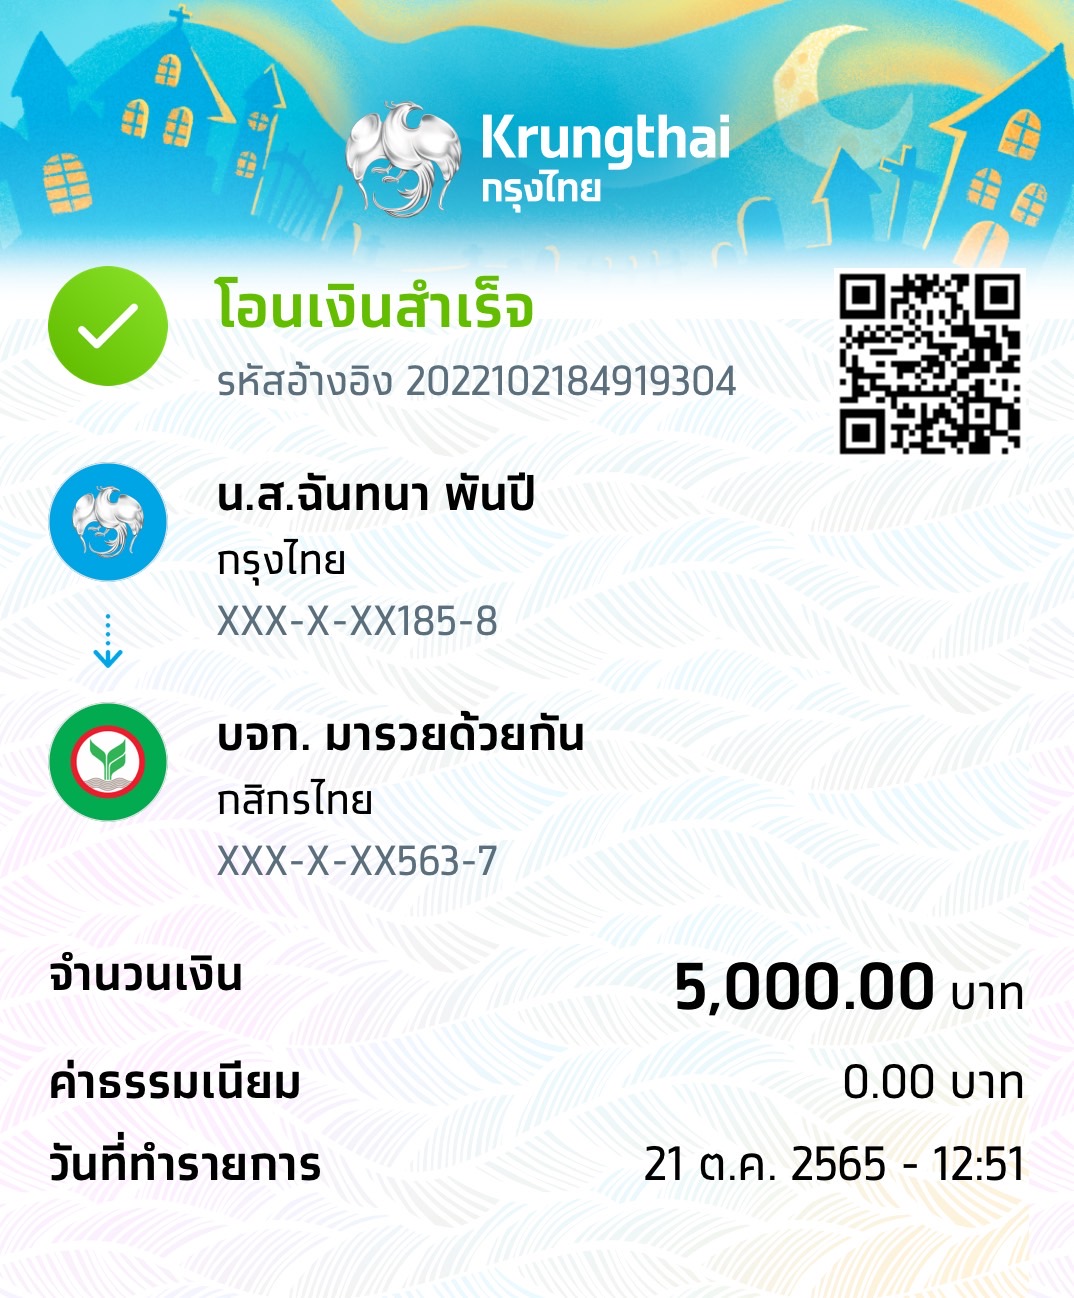 Krungthai
กรุงไทย
โอนเงินสำเร็จ
รหัสอ้างอิง 2022102184919304
น.ส.ฉันทนา พันปี
กรุงไทย
XXX-X-XX185-8
บจก. มารวยด้วยกัน
กสิกรไทย
XXX-X-XX563-7
จำนวนเงิน 5,000.00 บาท
ค่าธรรมเนียม 0.00 บาท
วันที่ทำรายการ 21 ต.ค. 2565 - 12:51